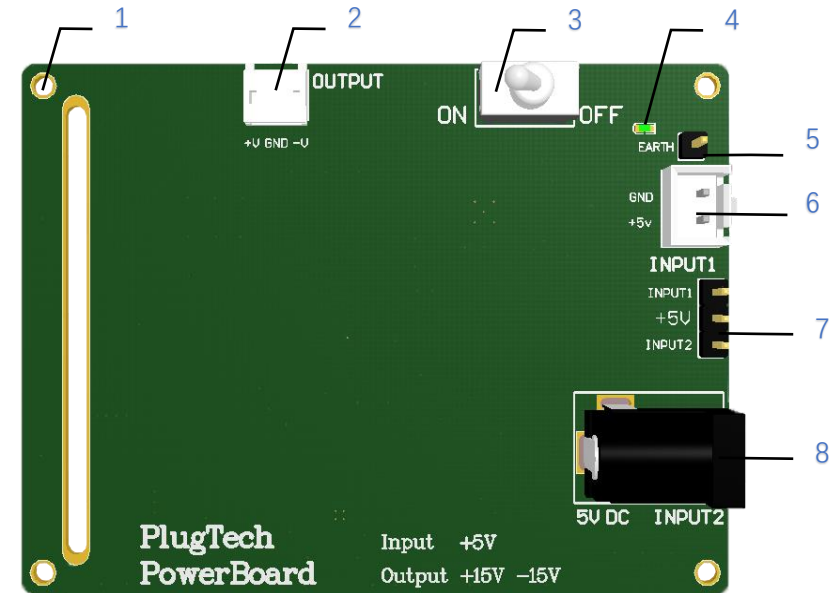 1
2
3
4
OUTPUT
ON
OFF
+V GND -V
EARTH
5
GND
6
+5v
INPUT1
INPUT1
+5V
7
INPUT2
8
5V DC INPUT2
PlugTech
PowerBoard
Input +5V
Output +15V -15V